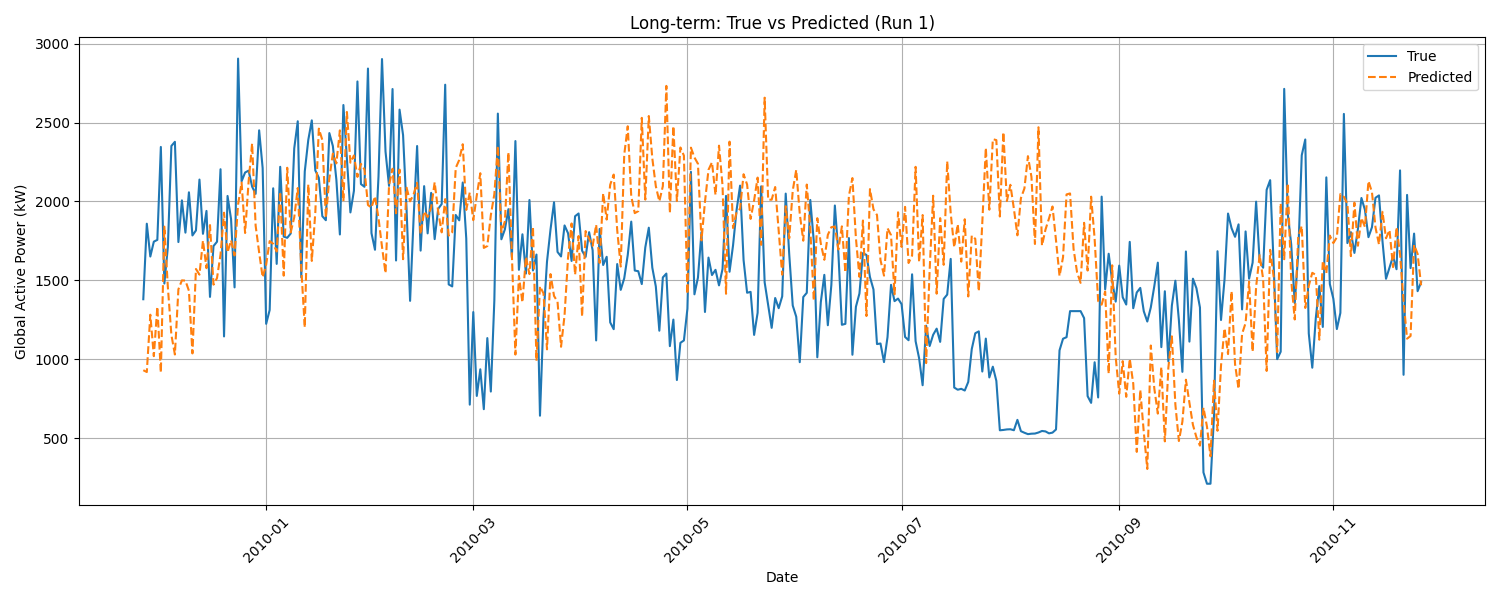 Long-term: True vs Predicted (Run 1)
True
Predicted
Global Active Power (kW)
3000
2500
2000
1500
1000
500
2010-01
2010-03
2010-05
2010-07
2010-09
2010-11
Date